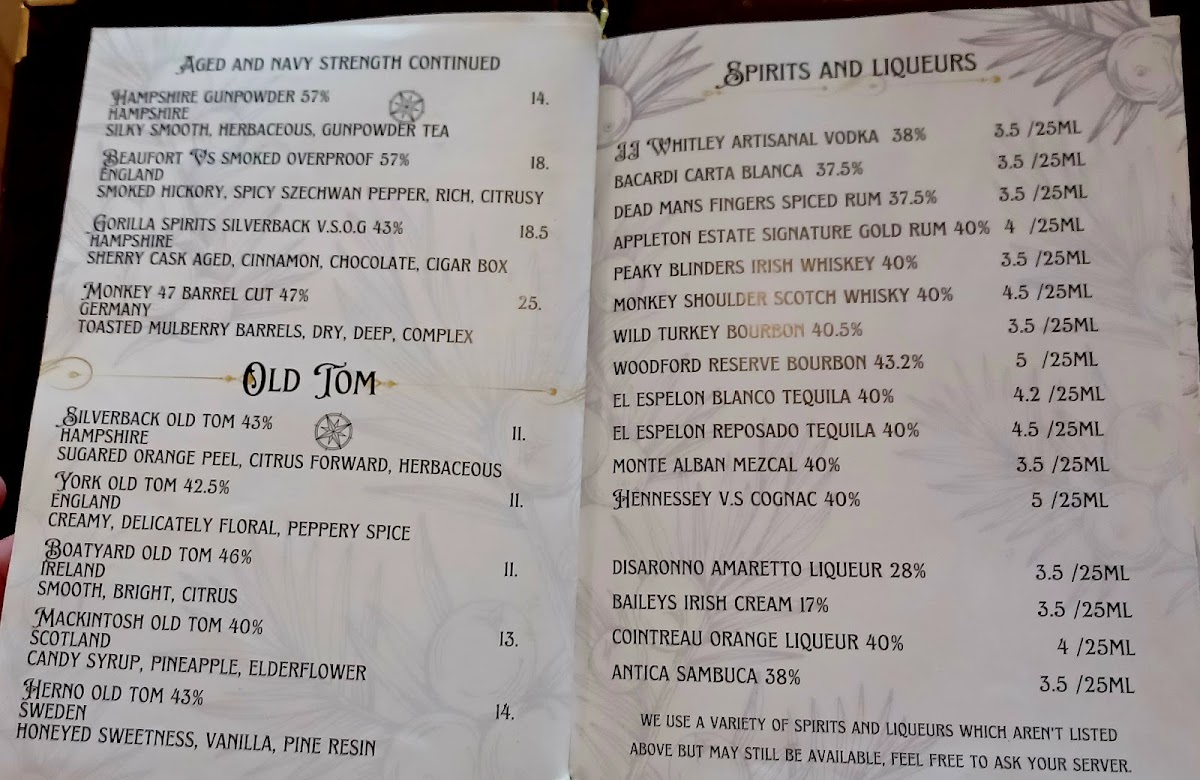 AGED AND NAVY STRENGTH CONTINUED
HAMPSHIRE GUNPOWDER 57% 14.
HAMPSHIRE
SILKY SMOOTH, HERBACEOUS, GUNPOWDER TEA
BEAUFORT VS SMOKED OVERPROOF 57% 18.
ENGLAND
SMOKED HICKORY, SPICY SZECHWAN PEPPER, RICH, CITRUSY
GORILLA SPIRITS SILVERBACK V.S.O.G 43% 18.5
HAMPSHIRE
SHERRY CASK AGED, CINNAMON, CHOCOLATE, CIGAR BOX
MONKEY 47 BARREL CUT 47% 25.
GERMANY
TOASTED MULBERRY BARRELS, DRY, DEEP, COMPLEX
OLD TOM
SILVERBACK OLD TOM 43% 11.
HAMPSHIRE
SUGARED ORANGE PEEL, CITRUS FORWARD, HERBACEOUS
YORK OLD TOM 42.5% 11.
ENGLAND
CREAMY, DELICATELY FLORAL, PEPPERY SPICE
BOATYARD OLD TOM 46% 11.
IRELAND
SMOOTH, BRIGHT, CITRUS
MACKINTOSH OLD TOM 40% 13.
SCOTLAND
CANDY SYRUP, PINEAPPLE, ELDERFLOWER
HERNO OLD TOM 43% 14.
SWEDEN
HONEYED SWEETNESS, VANILLA, PINE RESIN
SPIRITS AND LIQUEURS
JJ WHITLEY ARTISANAL VODKA 38% 3.5 /25ML
BACARDI CARTA BLANCA 37.5% 3.5 /25ML
DEAD MANS FINGERS SPICED RUM 37.5% 3.5 /25ML
APPLETON ESTATE SIGNATURE GOLD RUM 40% 4 /25ML
PEAKY BLINDERS IRISH WHISKEY 40% 3.5 /25ML
MONKEY SHOULDER SCOTCH WHISKY 40% 4.5 /25ML
WILD TURKEY BOURBON 40.5% 3.5 /25ML
WOODFORD RESERVE BOURBON 43.2% 5 /25ML
EL ESPELON BLANCO TEQUILA 40% 4.2 /25ML
EL ESPELON REPOSADO TEQUILA 40% 4.5 /25ML
MONTE ALBAN MEZCAL 40% 3.5 /25ML
HENNESSEY V.S COGNAC 40% 5 /25ML
DISARONNO AMARETTO LIQUEUR 28% 3.5 /25ML
BAILEYS IRISH CREAM 17% 3.5 /25ML
COINTREAU ORANGE LIQUEUR 40% 4 /25ML
ANTICA SAMBUCA 38% 3.5 /25ML
WE USE A VARIETY OF SPIRITS AND LIQUEURS WHICH AREN'T LISTED
ABOVE BUT MAY STILL BE AVAILABLE, FEEL FREE TO ASK YOUR SERVER.